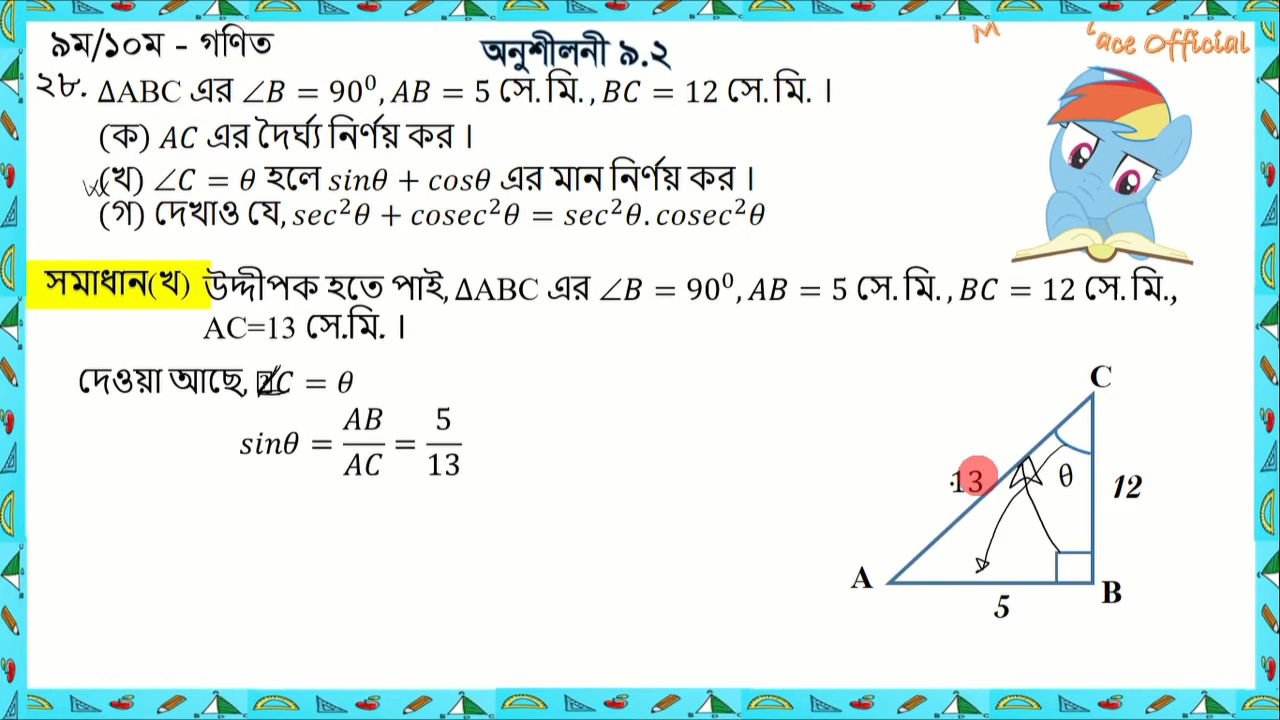 ৯ম/১০ম - গণিত
অনুশীলনী ৯.২
ace Official
২৮. ΔABC এর ∠B = 90⁰, AB = 5 সে. মি. , BC = 12 সে. মি. ।
(ক) AC এর দৈর্ঘ্য নির্ণয় কর ।
(খ) ∠C = θ হলে sinθ + cosθ এর মান নির্ণয় কর ।
(গ) দেখাও যে, sec²θ + cosec²θ = sec²θ. cosec²θ
সমাধান(খ) উদ্দীপক হতে পাই, ΔABC এর ∠B = 90⁰, AB = 5 সে. মি. , BC = 12 সে. মি.,
AC=13 সে.মি. ।
দেওয়া আছে, ∠C = θ
sinθ = AB/AC = 5/13
C
13
θ
12
A
B
5